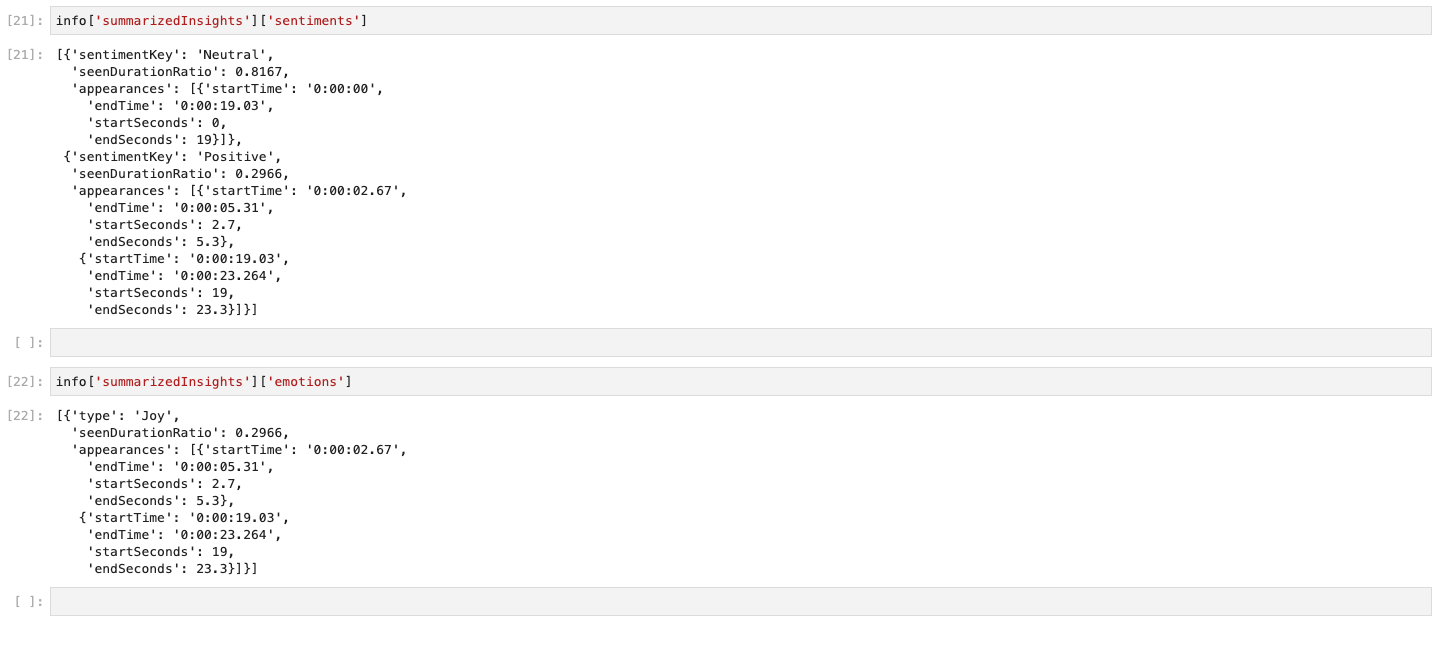 [21]: info['summarizedInsights']['sentiments']
[21]: [{'sentimentKey': 'Neutral',
'seenDurationRatio': 0.8167,
'appearances': [{'startTime': '0:00:00',
'endTime': '0:00:19.03',
'startSeconds': 0,
'endSeconds': 19}]},
{'sentimentKey': 'Positive',
'seenDurationRatio': 0.2966,
'appearances': [{'startTime': '0:00:02.67',
'endTime': '0:00:05.31',
'startSeconds': 2.7,
'endSeconds': 5.3},
{'startTime': '0:00:19.03',
'endTime': '0:00:23.264',
'startSeconds': 19,
'endSeconds': 23.3}]}]
[ ]:
[22]: info['summarizedInsights']['emotions']
[22]: [{'type': 'Joy',
'seenDurationRatio': 0.2966,
'appearances': [{'startTime': '0:00:02.67',
'endTime': '0:00:05.31',
'startSeconds': 2.7,
'endSeconds': 5.3},
{'startTime': '0:00:19.03',
'endTime': '0:00:23.264',
'startSeconds': 19,
'endSeconds': 23.3}]}]
[ ]: